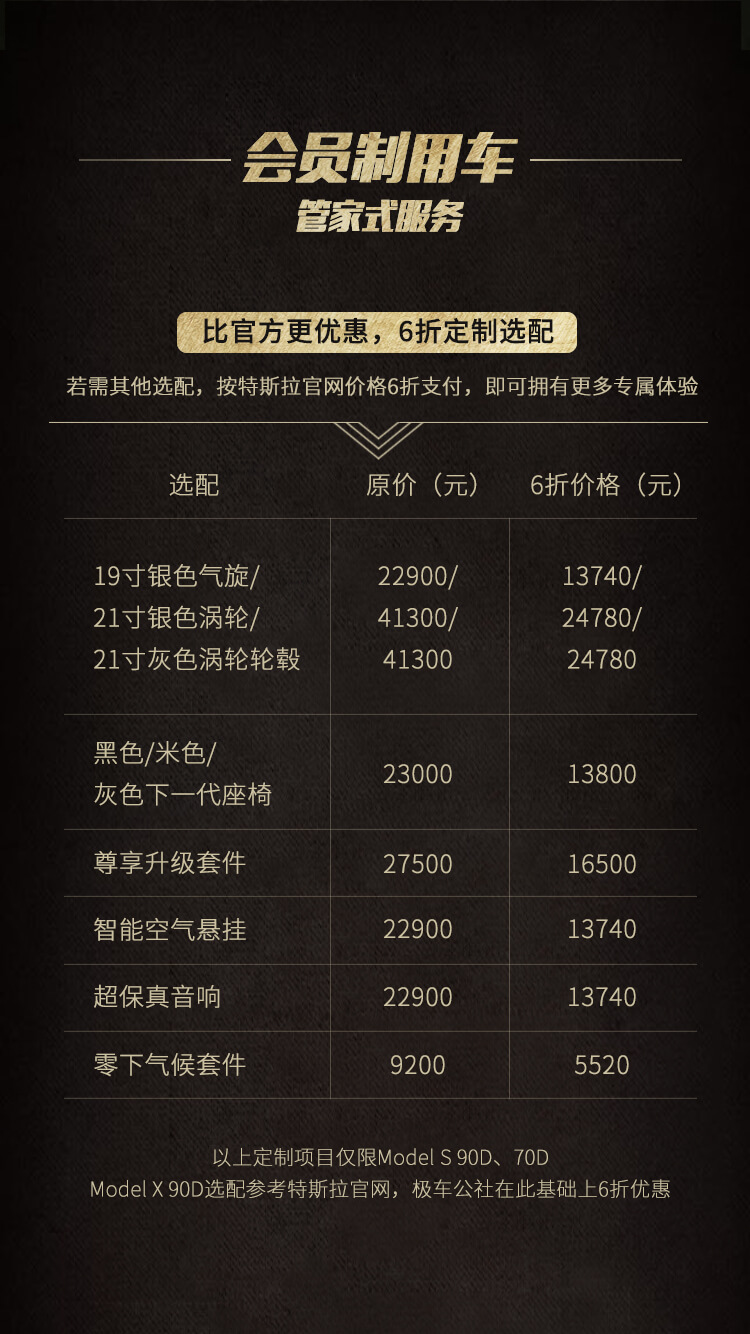 会员制用车
管家式服务
比官方更优惠，6折定制选配
若需其他选配，按特斯拉官网价格6折支付，即可拥有更多专属体验
选配 原价（元） 6折价格（元）
19寸银色气旋/ 22900/ 13740/
21寸银色涡轮/ 41300/ 24780/
21寸灰色涡轮轮毂 41300 24780
黑色/米色/
灰色下一代座椅 23000 13800
尊享升级套件 27500 16500
智能空气悬挂 22900 13740
超保真音响 22900 13740
零下气候套件 9200 5520
以上定制项目仅限Model S 90D、70D
Model X 90D选配参考特斯拉官网，极车公社在此基础上6折优惠